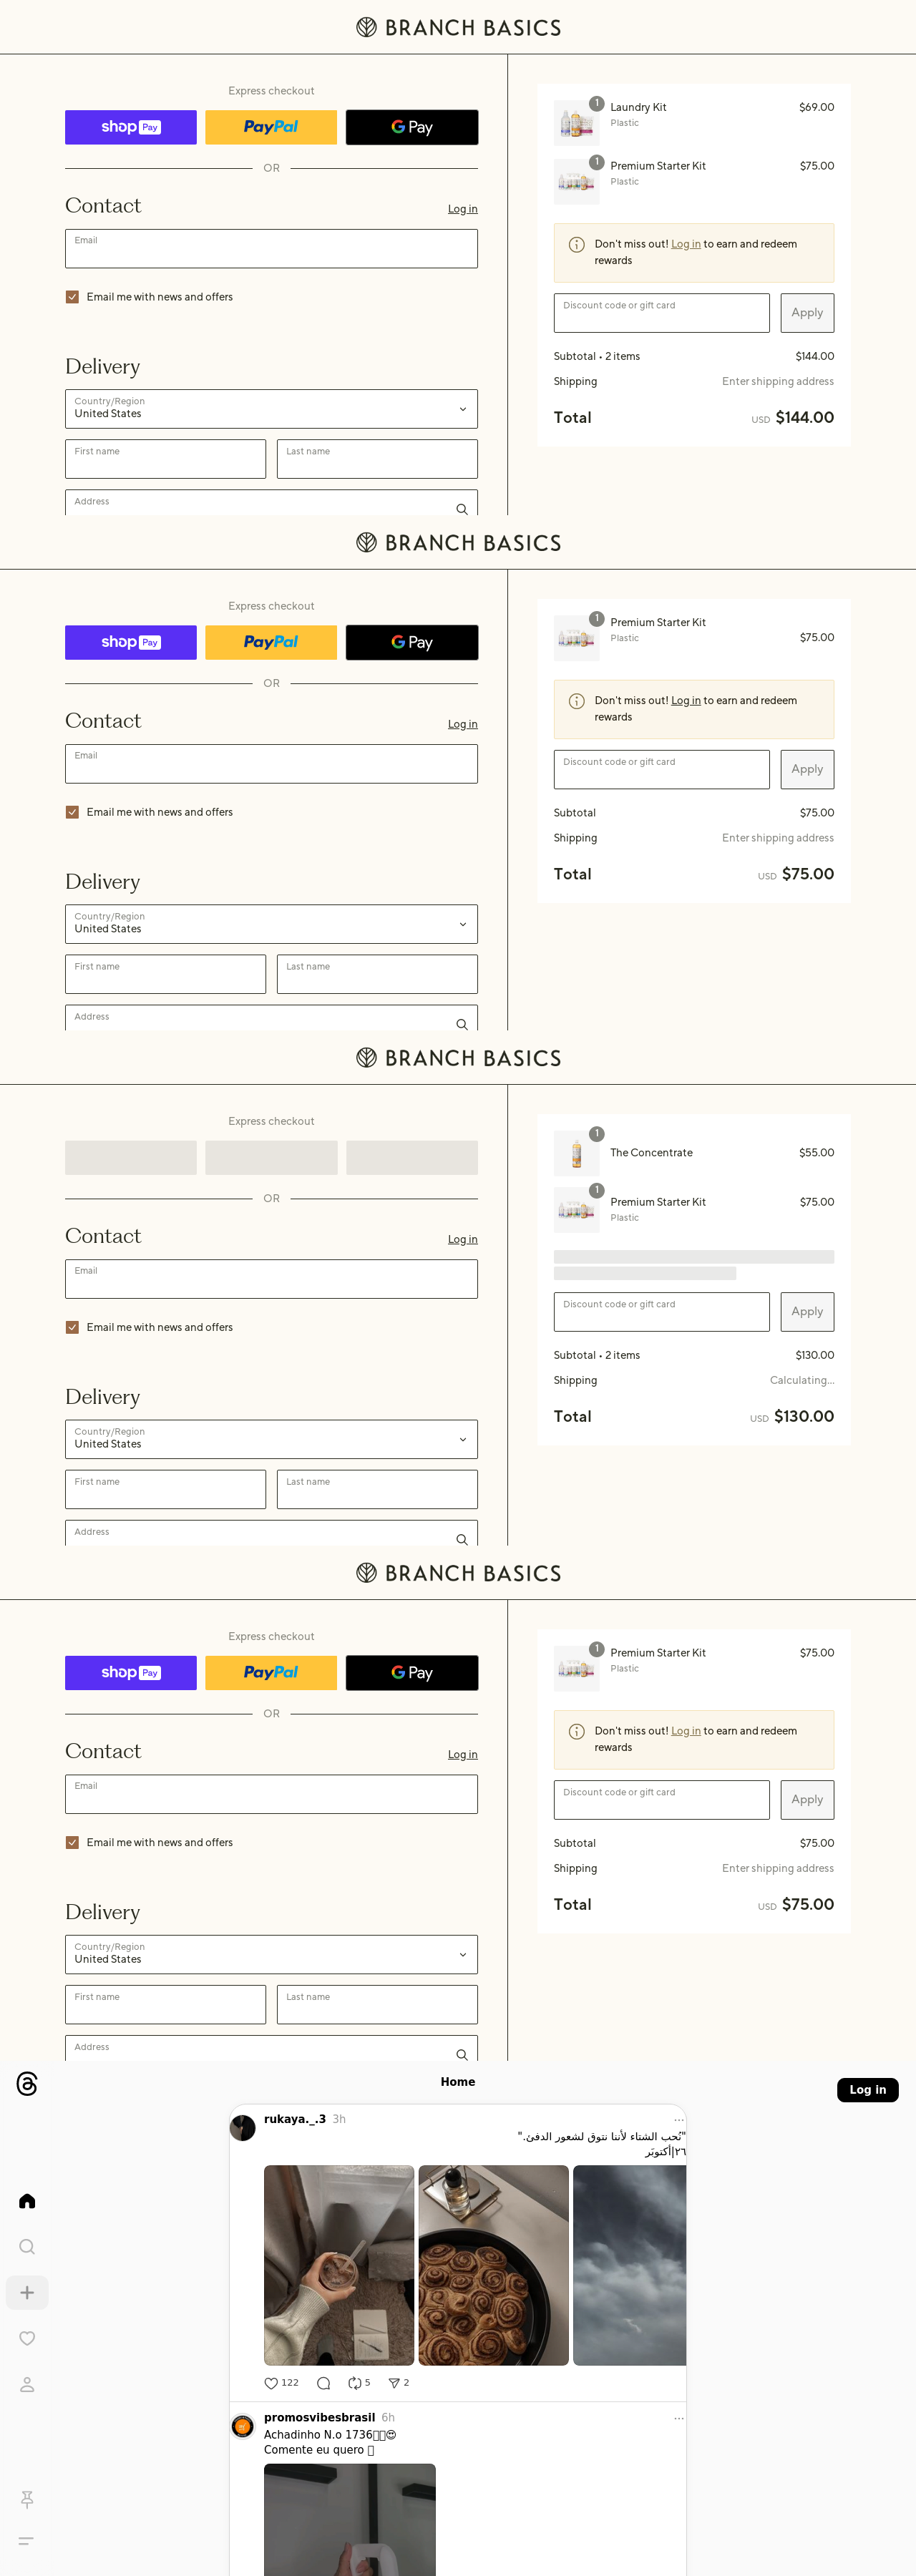 BRANCH BASICS
Express checkout
shop Pay
PayPal
G Pay
OR
Contact
Log in
Email
Email me with news and offers
Delivery
Country/Region
United States
First name
Last name
Address
1
Laundry Kit
$69.00
Plastic
1
Premium Starter Kit
$75.00
Plastic
Don't miss out! Log in to earn and redeem
rewards
Discount code or gift card
Apply
Subtotal • 2 items
$144.00
Shipping
Enter shipping address
Total
USD $144.00
BRANCH BASICS
Express checkout
shop Pay
PayPal
G Pay
OR
Contact
Log in
Email
Email me with news and offers
Delivery
Country/Region
United States
First name
Last name
Address
1
Premium Starter Kit
Plastic
$75.00
Don't miss out! Log in to earn and redeem
rewards
Discount code or gift card
Apply
Subtotal
$75.00
Shipping
Enter shipping address
Total
USD $75.00
BRANCH BASICS
Express checkout
OR
Contact
Log in
Email
Email me with news and offers
Delivery
Country/Region
United States
First name
Last name
Address
1
The Concentrate
$55.00
1
Premium Starter Kit
$75.00
Plastic
Discount code or gift card
Apply
Subtotal • 2 items
$130.00
Shipping
Calculating...
Total
USD $130.00
BRANCH BASICS
Express checkout
shop Pay
PayPal
G Pay
OR
Contact
Log in
Email
Email me with news and offers
Delivery
Country/Region
United States
First name
Last name
Address
1
Premium Starter Kit
$75.00
Plastic
Don't miss out! Log in to earn and redeem
rewards
Discount code or gift card
Apply
Subtotal
$75.00
Shipping
Enter shipping address
Total
USD $75.00
Home
Log in
rukaya._.3 3h
"نُحب الشتاء لأننا نتوق لشعور الدفئ."
٢٦|أكتوبَر
122
5
2
promosvibesbrasil 6h
Achadinho N.o 1736😍
Comente eu quero